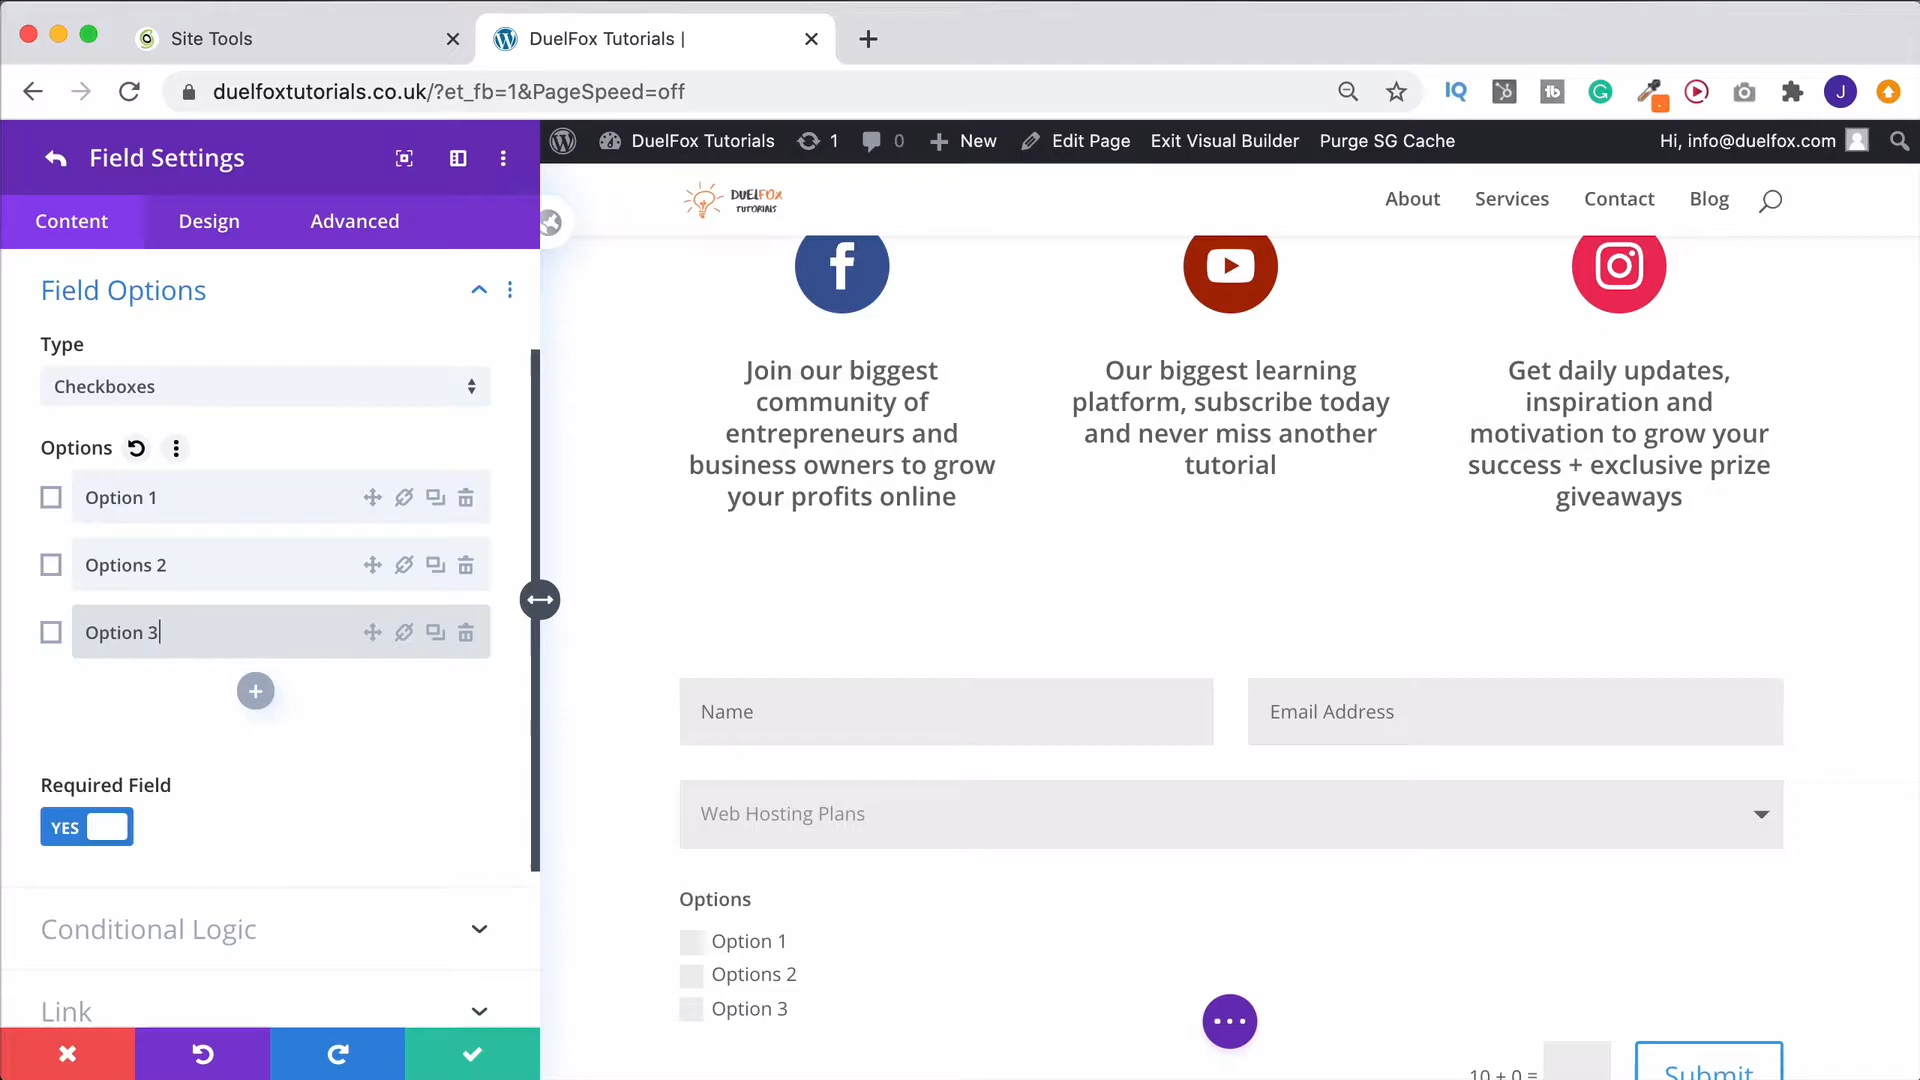 Site Tools
DuelFox Tutorials |
duelfoxtutorials.co.uk/?et_fb=1&PageSpeed=off
IQ
tb
G
J
Field Settings
DuelFox Tutorials
1
0
New
Edit Page
Exit Visual Builder
Purge SG Cache
Hi, info@duelfox.com
Content
Design
Advanced
DUELFOX
TUTORIALS
About
Services
Contact
Blog
Field Options
Type
Checkboxes
Options
Option 1
Options 2
Option 3
Required Field
YES
Conditional Logic
Link
Join our biggest
community of
entrepreneurs and
business owners to grow
your profits online
Our biggest learning
platform, subscribe today
and never miss another
tutorial
Get daily updates,
inspiration and
motivation to grow your
success + exclusive prize
giveaways
Name
Email Address
Web Hosting Plans
Options
Option 1
Options 2
Option 3
10 + 0 =
Submit